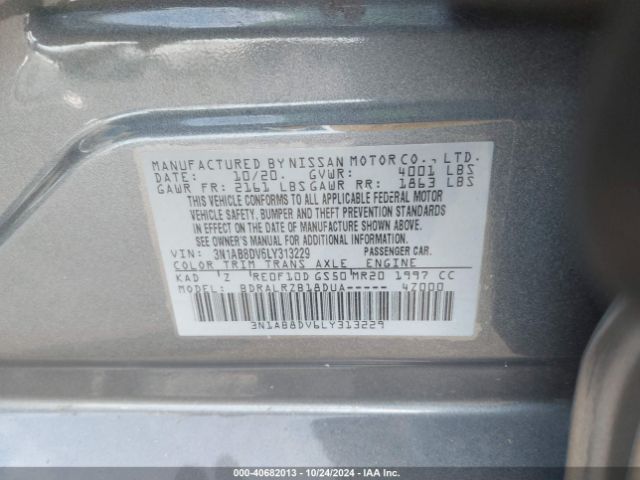 MANUFACTURED BY NISSAN MOTOR CO., LTD.
DATE: 10/20. GVWR: 4001 LBS
GAWR FR: 2161 LBS GAWR RR: 1863 LBS
THIS VEHICLE CONFORMS TO ALL APPLICABLE FEDERAL MOTOR
VEHICLE SAFETY, BUMPER AND THEFT PREVENTION STANDARDS
IN EFFECT ON THE DATE OF MANUFACTURE SHOWN ABOVE.
SEE OWNER'S MANUAL FOR ADDITIONAL INFORMATION.
VIN: 3N1AB8DV6LY313229 PASSENGER CAR.
COLOR TRIM TRANS AXLE ENGINE
KAD Z RE0F10D GS50 MR20 1997 CC
MODEL: BDRALRZB18DUA----- 4Z000
3N1AB8DV6LY313229
000-40682013 - 10/24/2024 - IAA Inc.